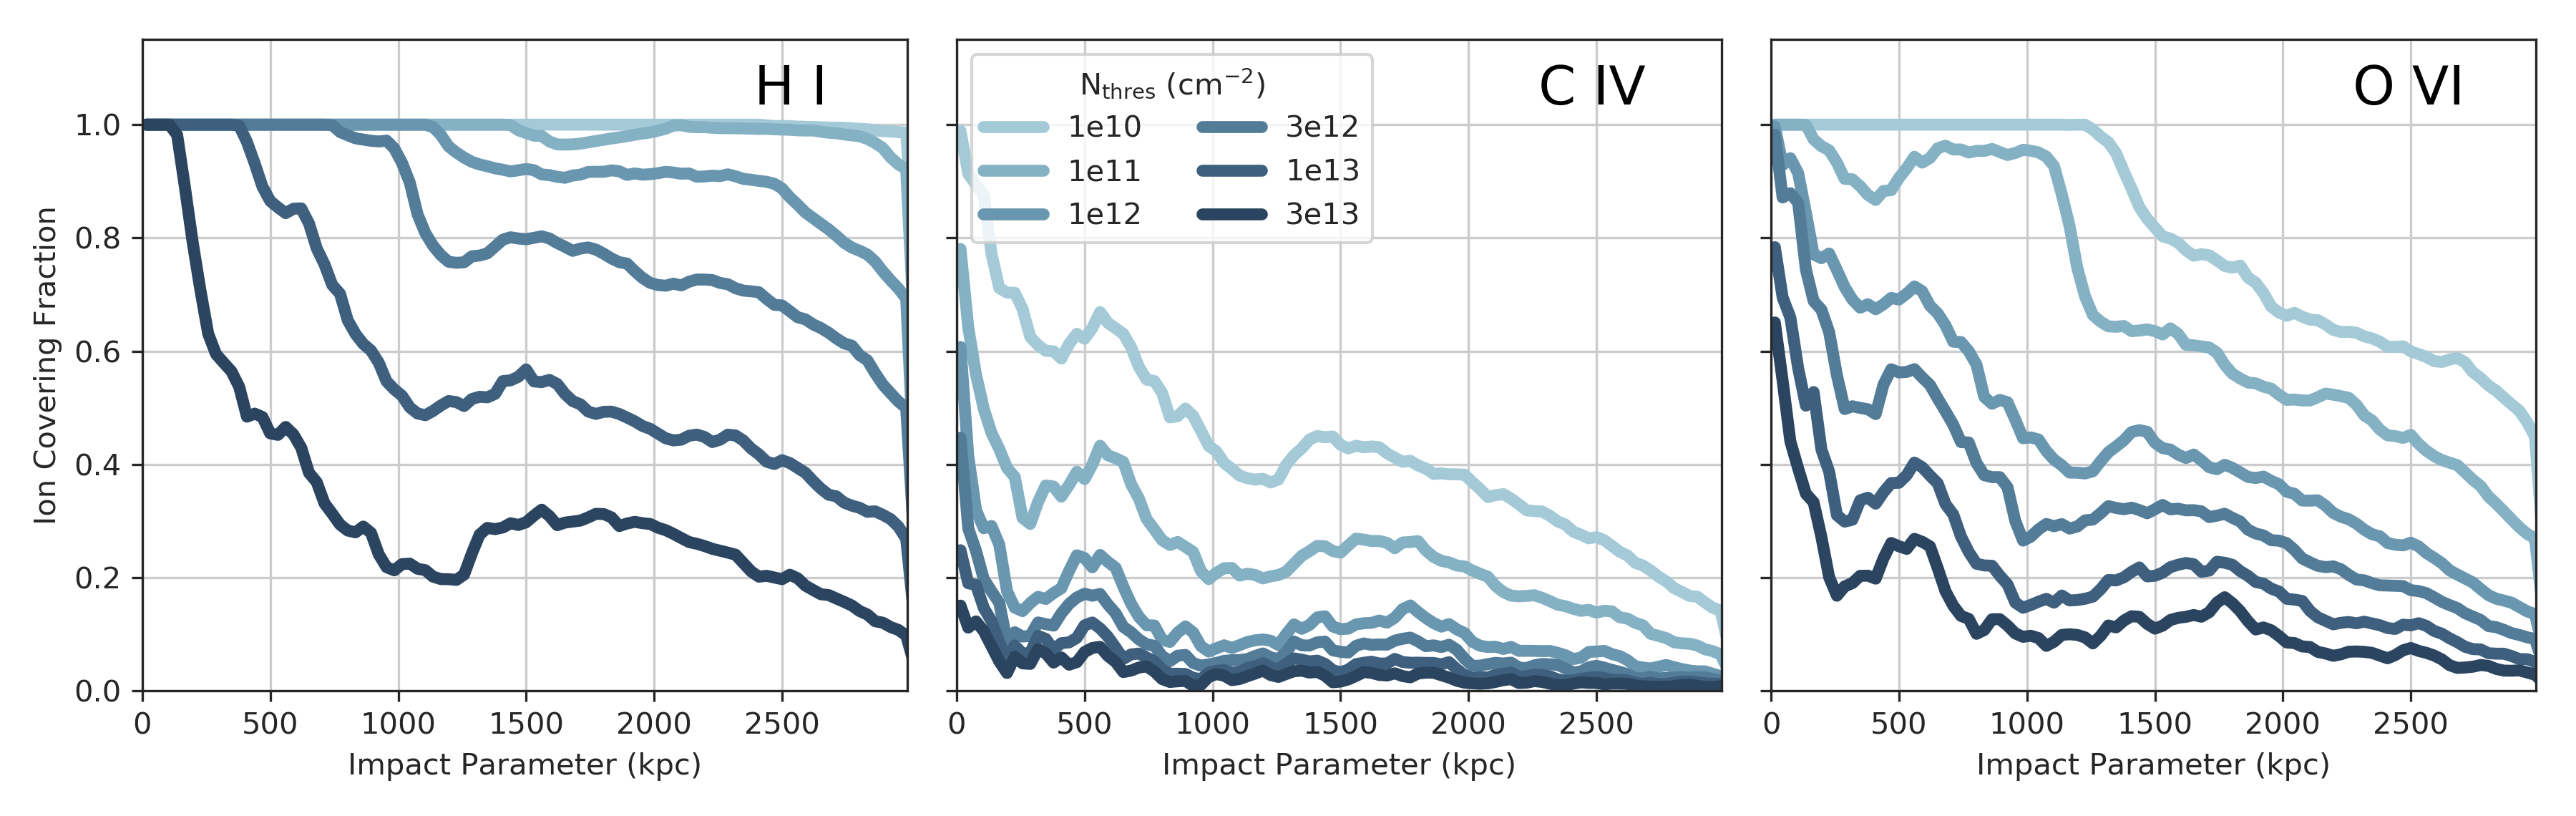 H I
C IV
O VI
N_thres (cm⁻²)
1e10 3e12
1e11 1e13
1e12 3e13
Ion Covering Fraction
1.0
0.8
0.6
0.4
0.2
0.0
0 500 1000 1500 2000 2500
0 500 1000 1500 2000 2500
0 500 1000 1500 2000 2500
Impact Parameter (kpc)
Impact Parameter (kpc)
Impact Parameter (kpc)